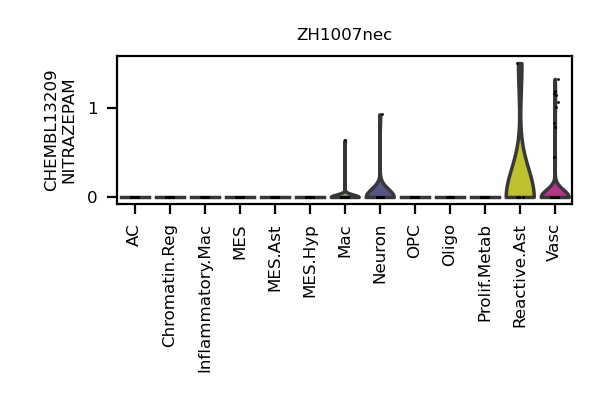 ZH1007nec
CHEMBL13209
NITRAZEPAM
1
0
AC
Chromatin.Reg
Inflammatory.Mac
MES
MES.Ast
MES.Hyp
Mac
Neuron
OPC
Oligo
Prolif.Metab
Reactive.Ast
Vasc